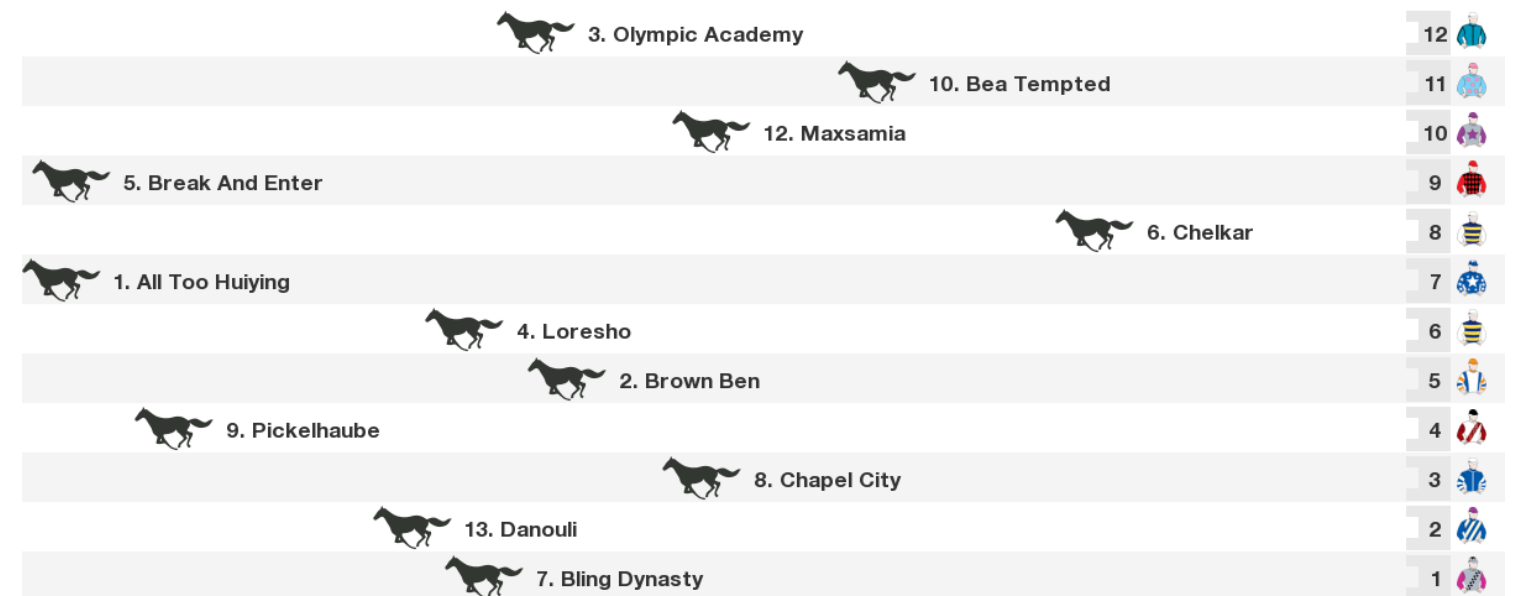 3. Olympic Academy 12
10. Bea Tempted 11
12. Maxsamia 10
5. Break And Enter 9
6. Chelkar 8
1. All Too Huiying 7
4. Loresho 6
2. Brown Ben 5
9. Pickelhaube 4
8. Chapel City 3
13. Danouli 2
7. Bling Dynasty 1